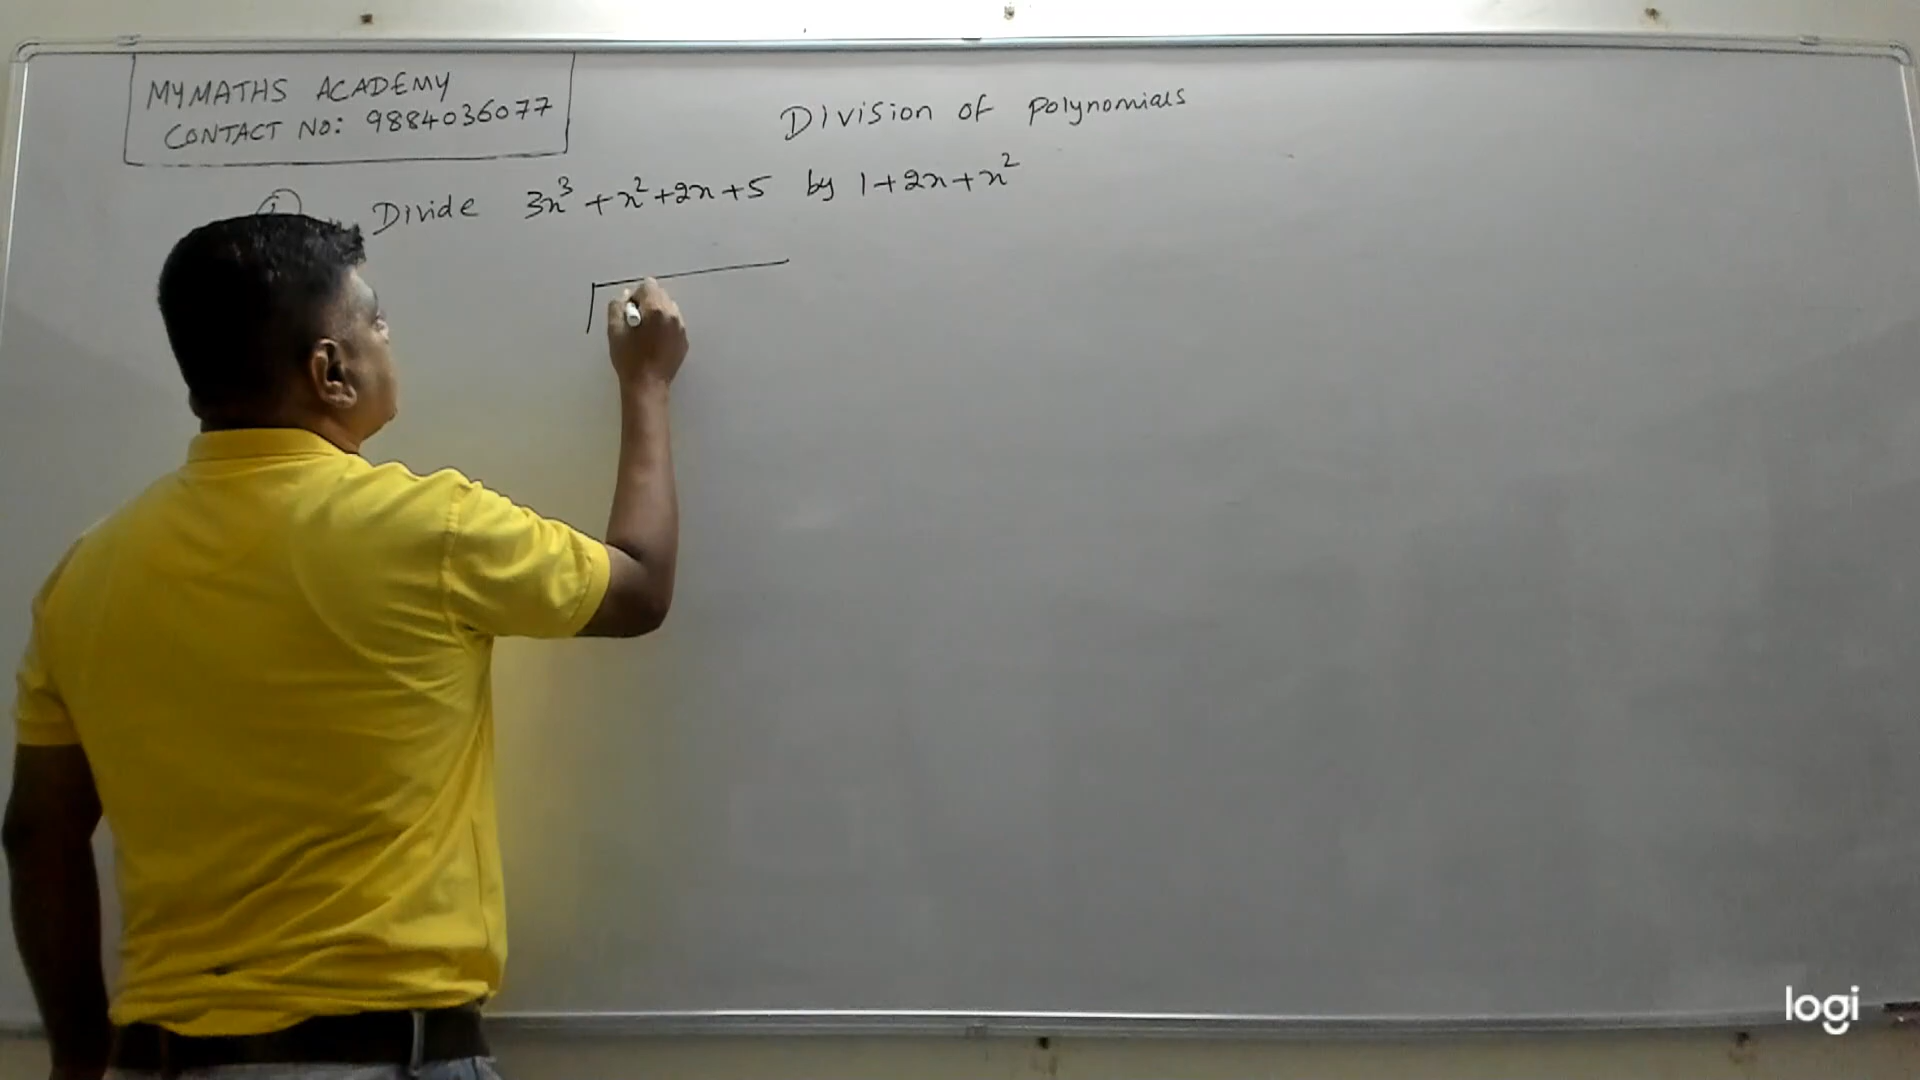 MYMATHS ACADEMY
CONTACT NO: 9884036077
Division of polynomials
Divide 3x³ + x² + 2x + 5 by 1 + 2x + x²
logi